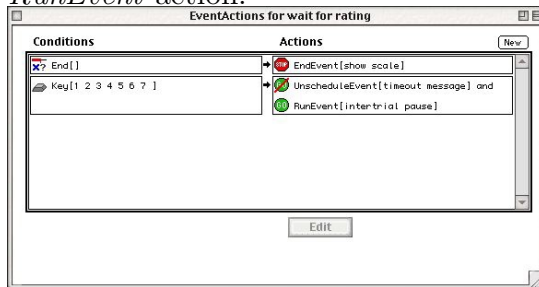 RunEvent action.
EventActions for wait for rating
Conditions Actions New
End[] EndEvent[show scale]
Key[1 2 3 4 5 6 7 ] UnscheduleEvent[timeout message] and
RunEvent[intertrial pause]
Edit